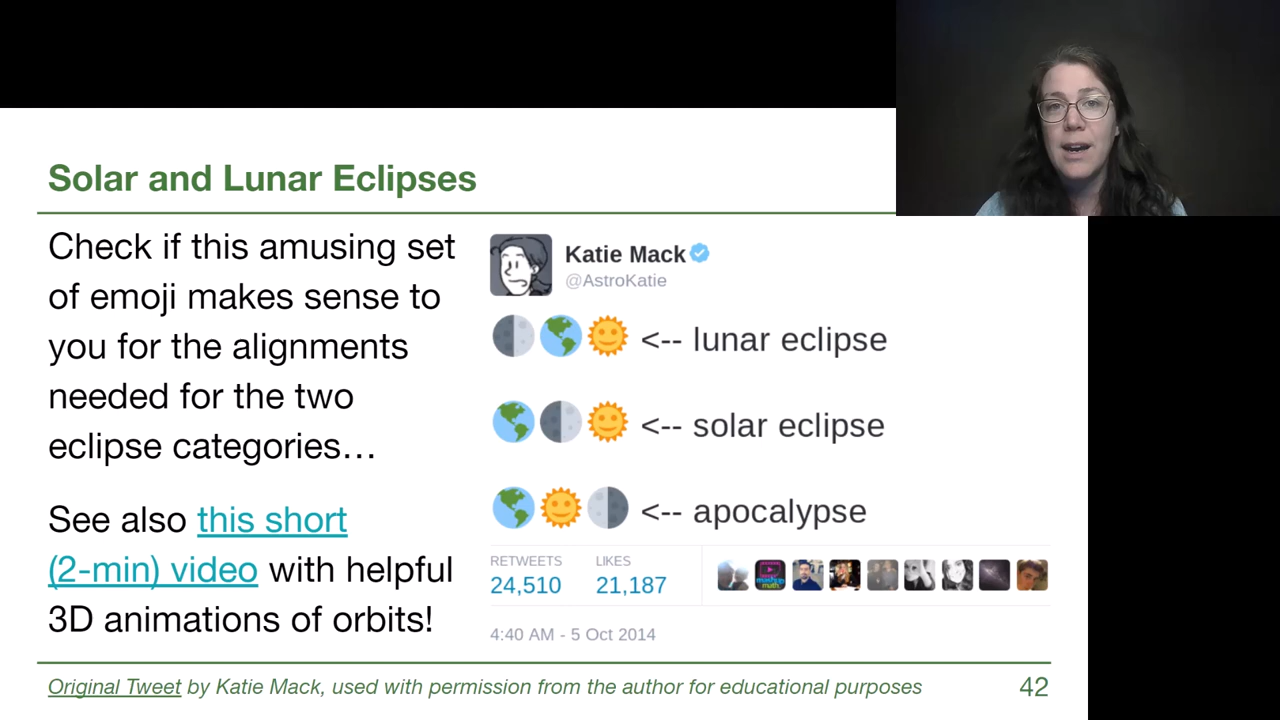 Solar and Lunar Eclipses
Check if this amusing set
of emoji makes sense to
you for the alignments
needed for the two
eclipse categories…
See also this short
(2-min) video with helpful
3D animations of orbits!
Katie Mack
@AstroKatie
<-- lunar eclipse
<-- solar eclipse
<-- apocalypse
RETWEETS LIKES
24,510 21,187
4:40 AM - 5 Oct 2014
Original Tweet by Katie Mack, used with permission from the author for educational purposes
42